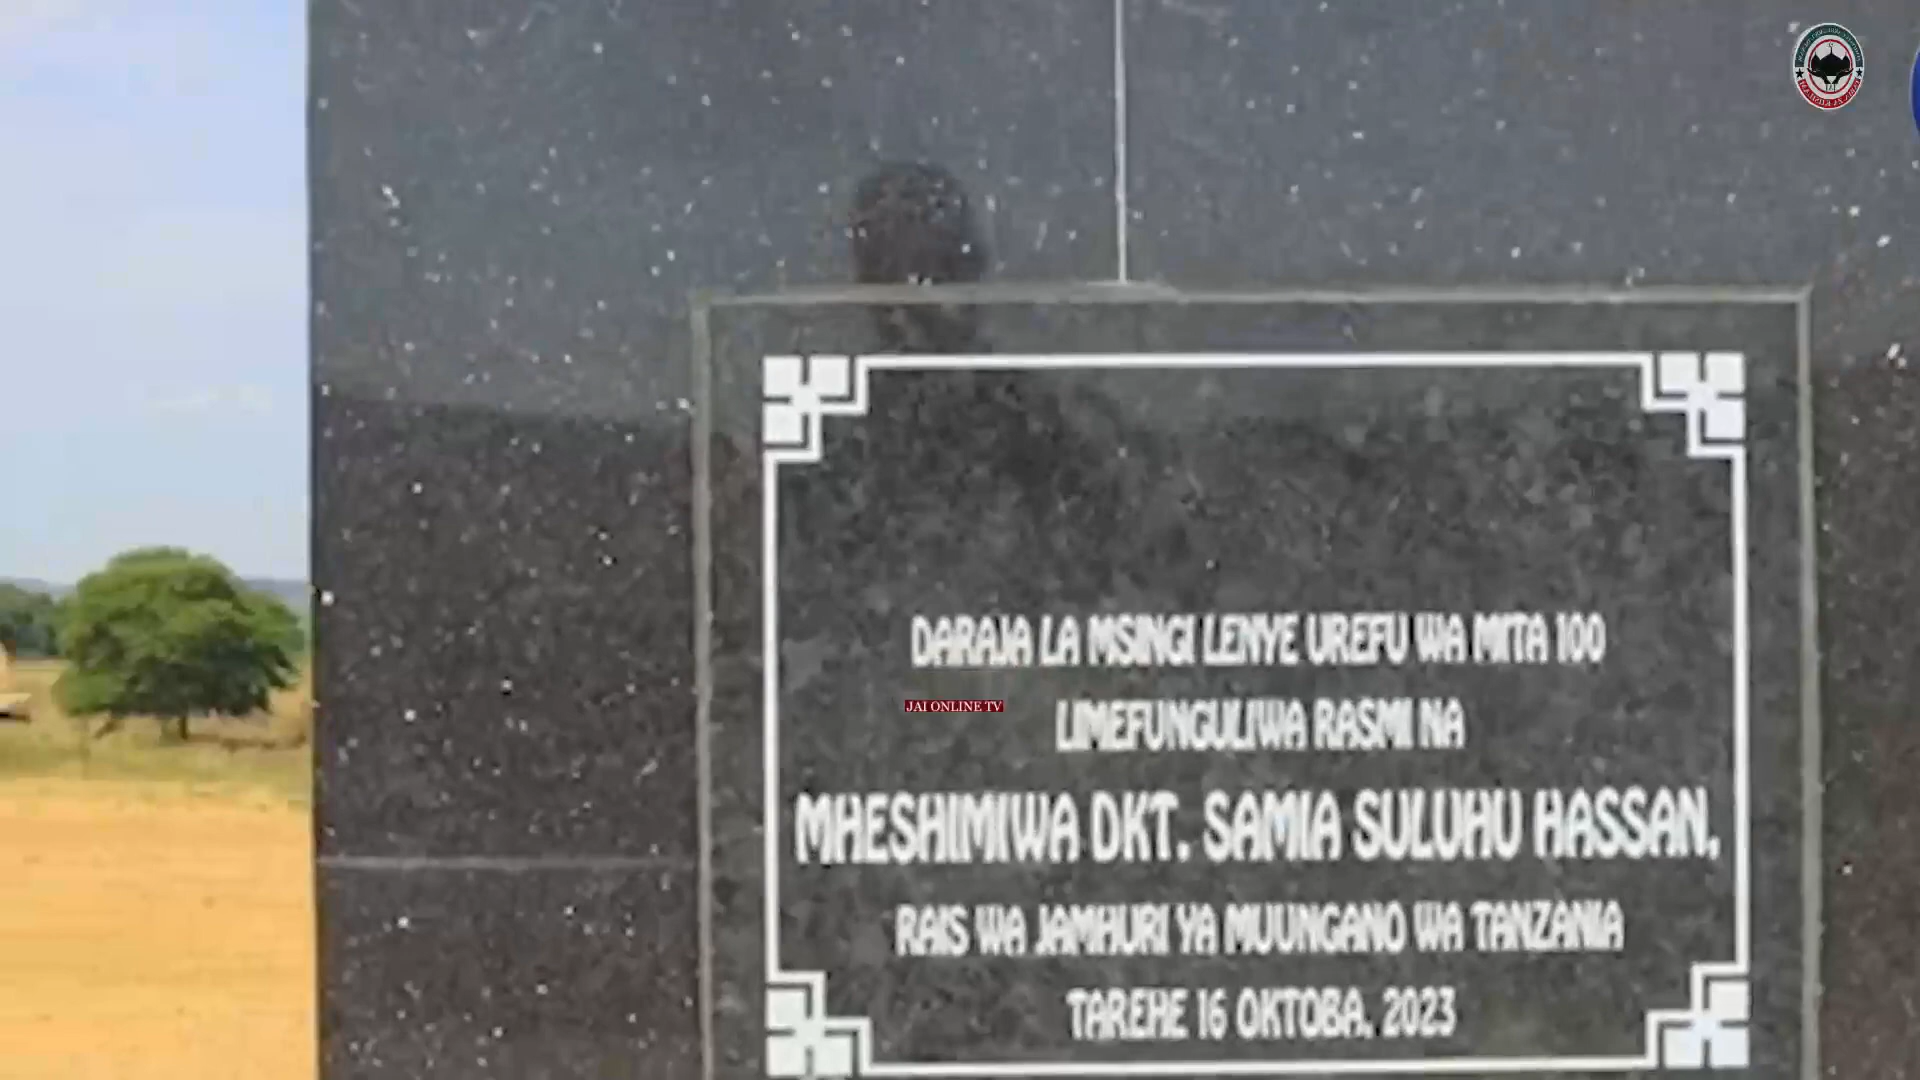 DARAJA LA MSINGI LENYE UREFU WA MITA 100
JAI ONLINE TV
LIMEFUNGULIWA RASMI NA
MHESHIMIWA DKT. SAMIA SULUHU HASSAN,
RAIS WA JAMHURI YA MUUNGANO WA TANZANIA
TAREHE 16 OKTOBA, 2023